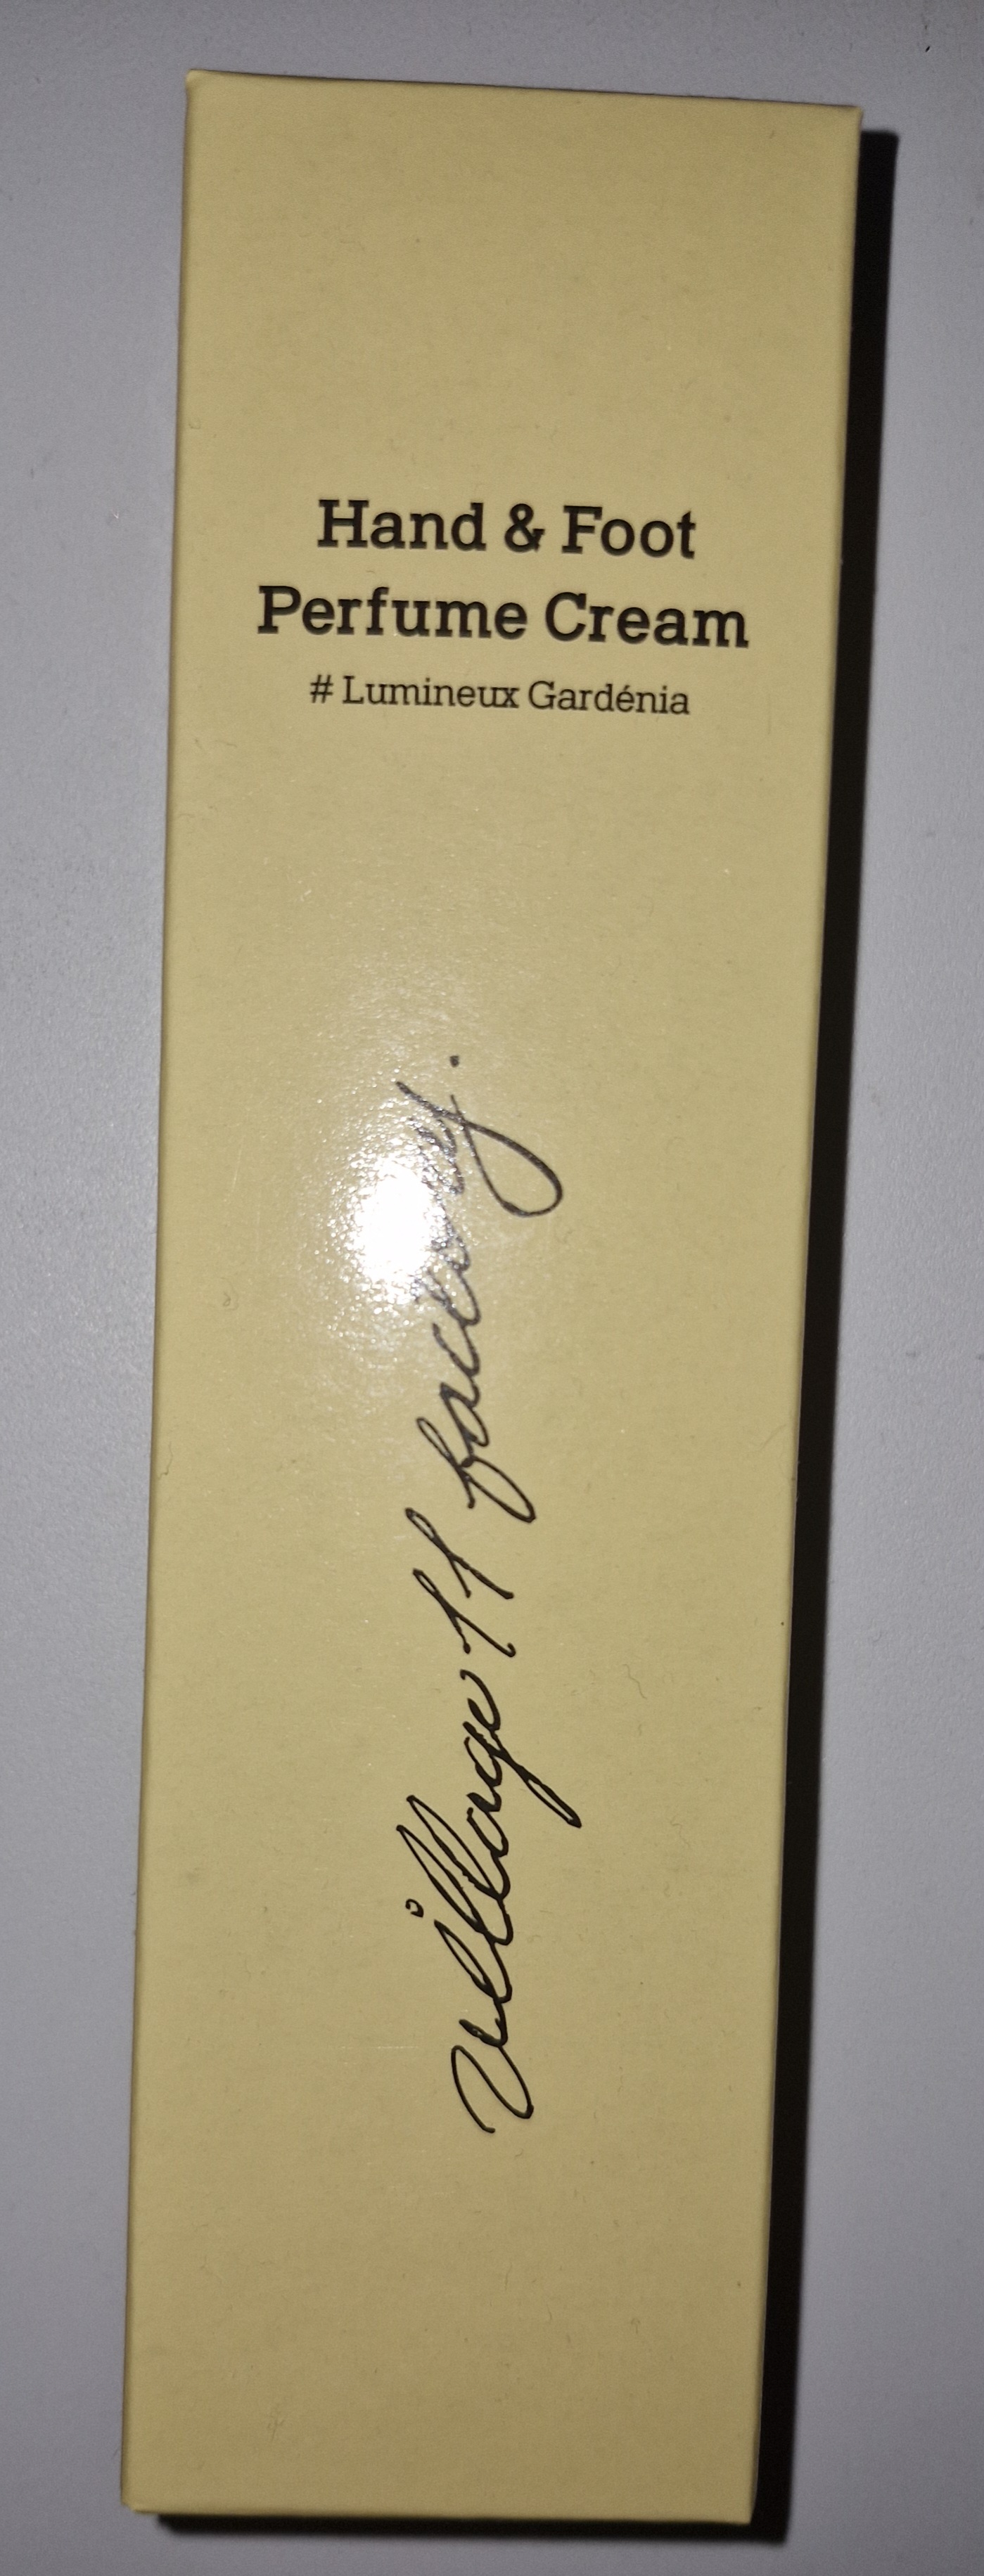 Hand & Foot
Perfume Cream
# Lumineux Gardénia
village 11 factory.